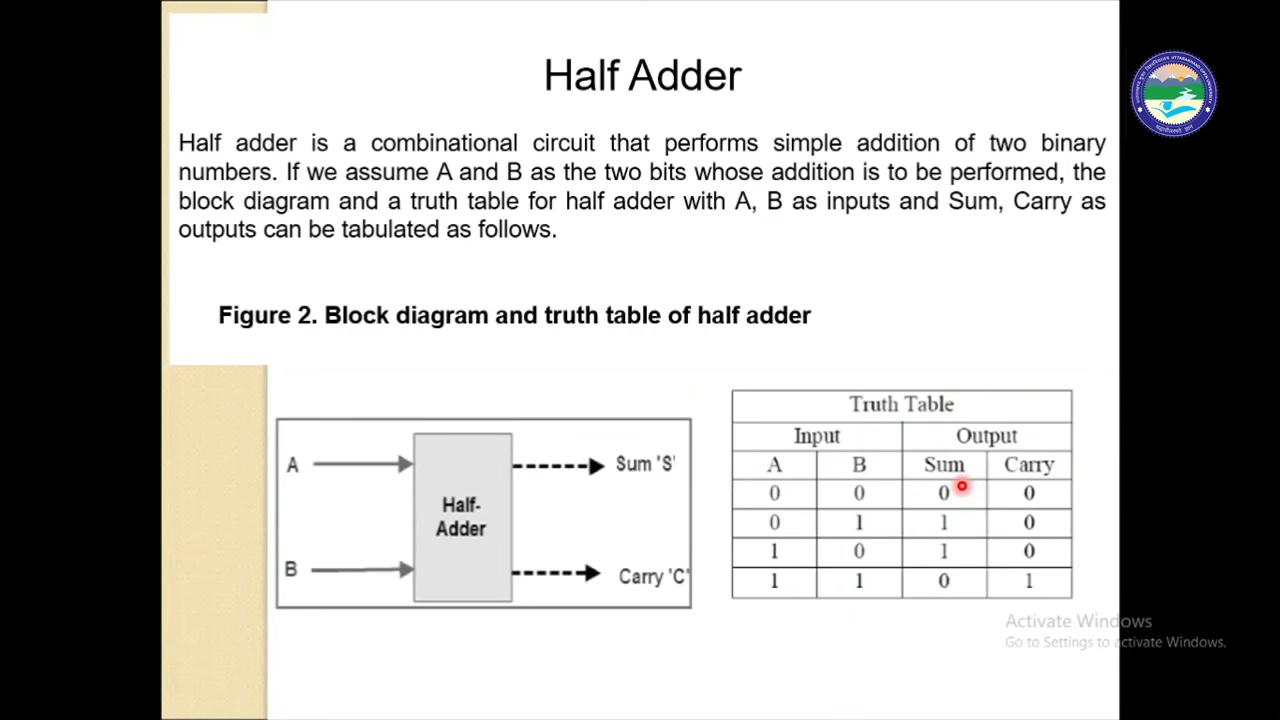 Half Adder
Half adder is a combinational circuit that performs simple addition of two binary
numbers. If we assume A and B as the two bits whose addition is to be performed, the
block diagram and a truth table for half adder with A, B as inputs and Sum, Carry as
outputs can be tabulated as follows.
Figure 2. Block diagram and truth table of half adder
A
Sum 'S'
Half-
Adder
B
Carry 'C'
Truth Table
Input Output
A B Sum Carry
0 0 0 0
0 1 1 0
1 0 1 0
1 1 0 1
Activate Windows
Go to Settings to activate Windows.